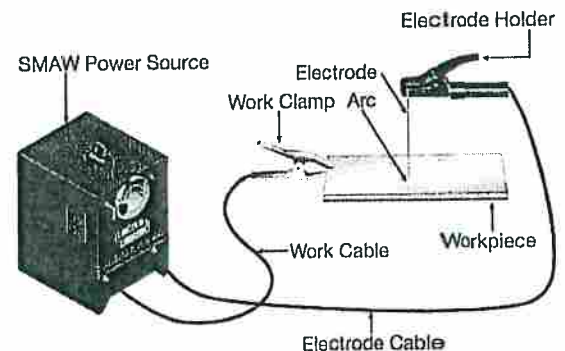 Electrode Holder
SMAW Power Source
Electrode
Work Clamp Arc
Workpiece
Work Cable
Electrode Cable